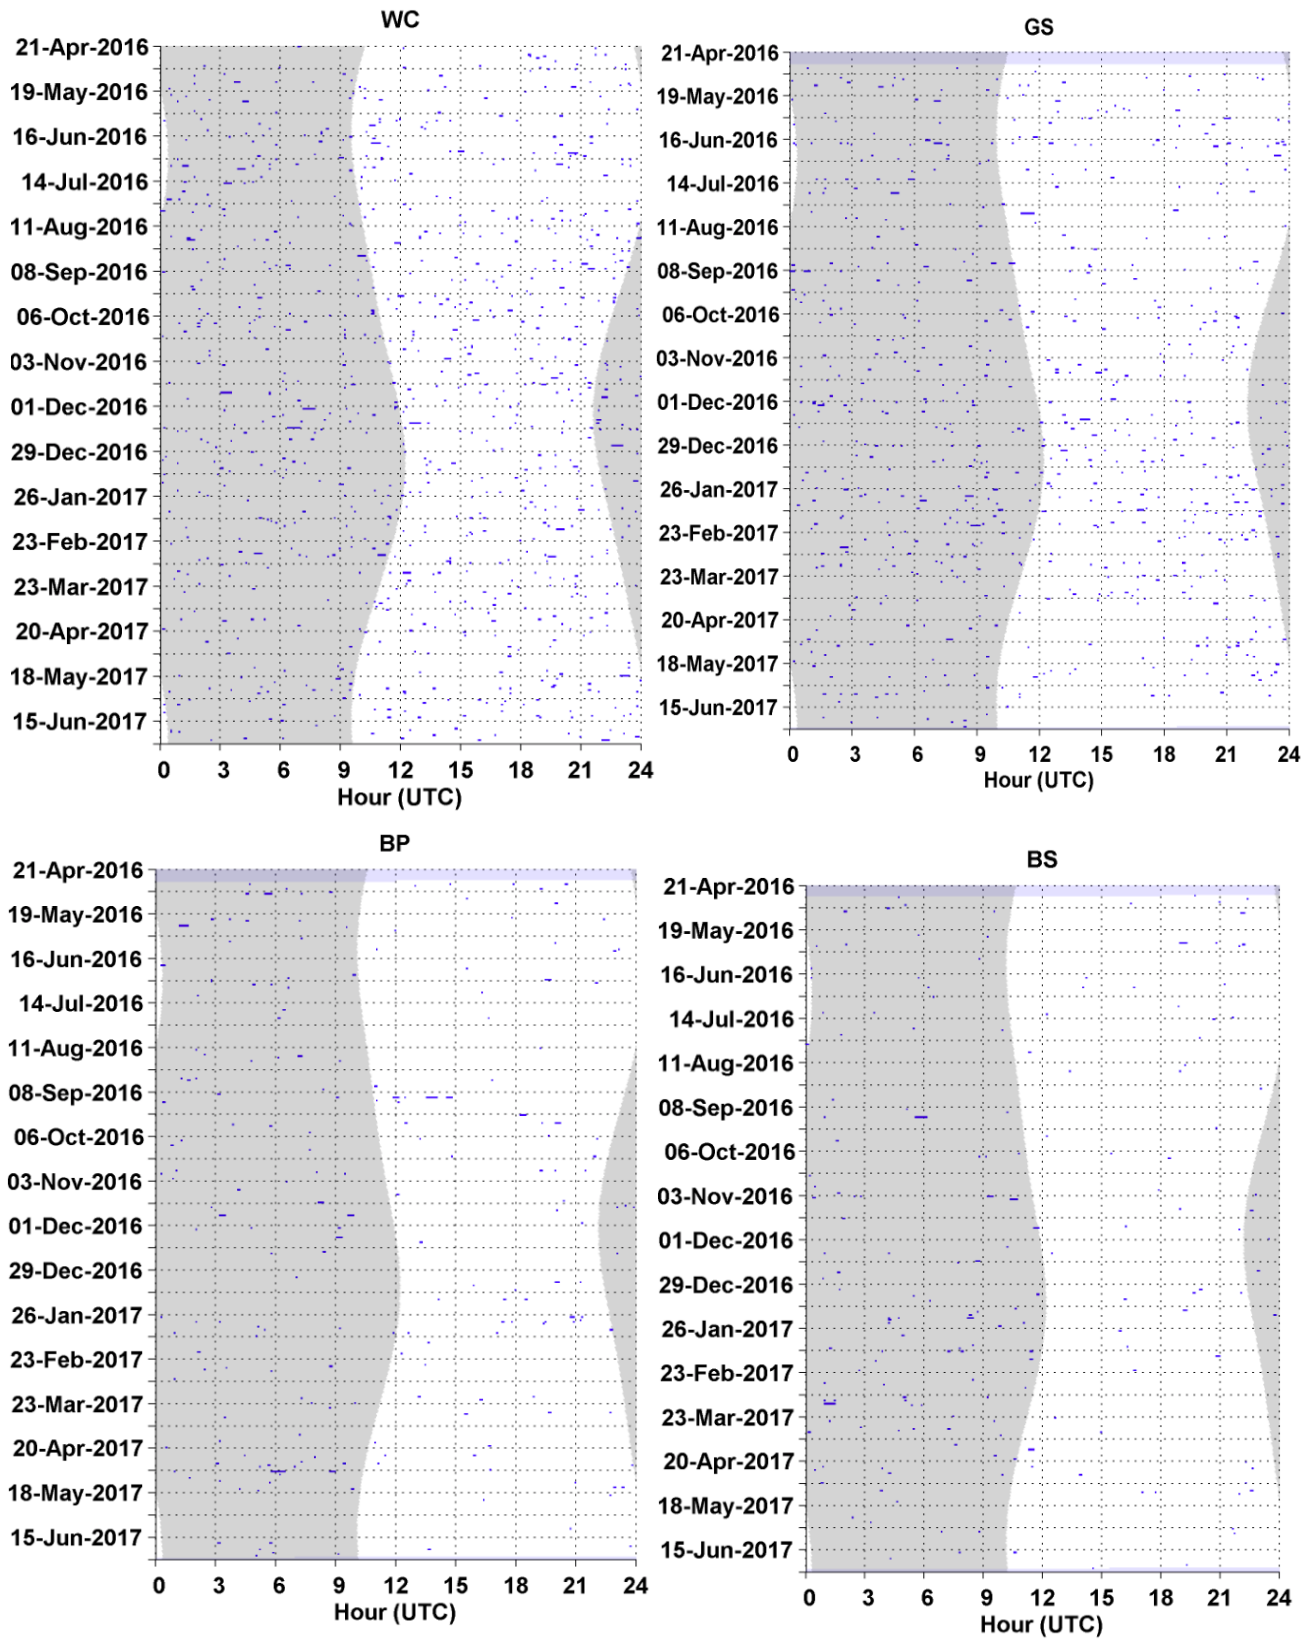 WC
21-Apr-2016
19-May-2016
16-Jun-2016
14-Jul-2016
11-Aug-2016
08-Sep-2016
06-Oct-2016
03-Nov-2016
01-Dec-2016
29-Dec-2016
26-Jan-2017
23-Feb-2017
23-Mar-2017
20-Apr-2017
18-May-2017
15-Jun-2017
0 3 6 9 12 15 18 21 24
Hour (UTC)
GS
21-Apr-2016
19-May-2016
16-Jun-2016
14-Jul-2016
11-Aug-2016
08-Sep-2016
06-Oct-2016
03-Nov-2016
01-Dec-2016
29-Dec-2016
26-Jan-2017
23-Feb-2017
23-Mar-2017
20-Apr-2017
18-May-2017
15-Jun-2017
0 3 6 9 12 15 18 21 24
Hour (UTC)
BP
21-Apr-2016
19-May-2016
16-Jun-2016
14-Jul-2016
11-Aug-2016
08-Sep-2016
06-Oct-2016
03-Nov-2016
01-Dec-2016
29-Dec-2016
26-Jan-2017
23-Feb-2017
23-Mar-2017
20-Apr-2017
18-May-2017
15-Jun-2017
0 3 6 9 12 15 18 21 24
Hour (UTC)
BS
21-Apr-2016
19-May-2016
16-Jun-2016
14-Jul-2016
11-Aug-2016
08-Sep-2016
06-Oct-2016
03-Nov-2016
01-Dec-2016
29-Dec-2016
26-Jan-2017
23-Feb-2017
23-Mar-2017
20-Apr-2017
18-May-2017
15-Jun-2017
0 3 6 9 12 15 18 21 24
Hour (UTC)